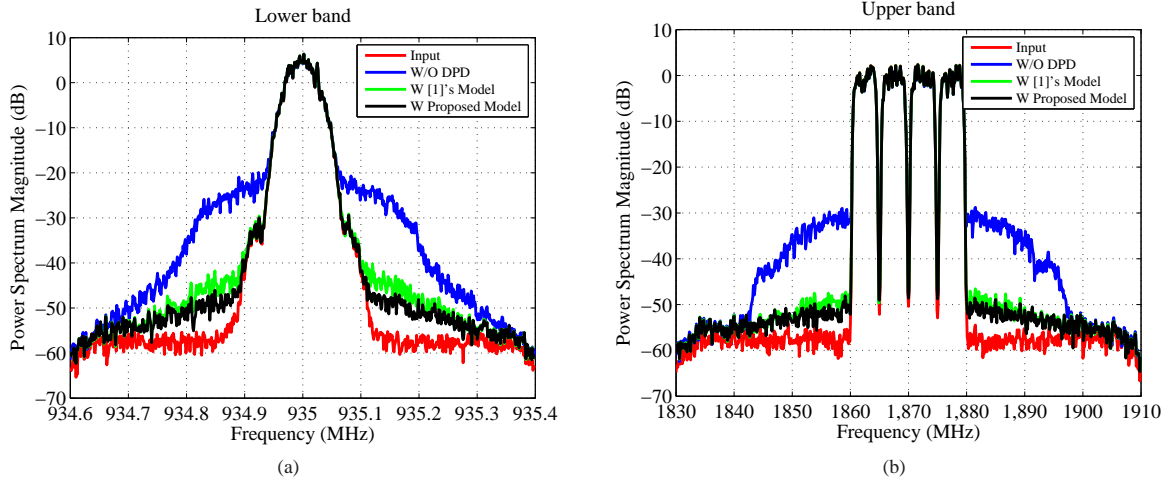 Lower band
Power Spectrum Magnitude (dB)
10
0
−10
−20
−30
−40
−50
−60
−70
Input
W/O DPD
W [1]'s Model
W Proposed Model
934.6 934.7 934.8 934.9 935 935.1 935.2 935.3 935.4
Frequency (MHz)
(a)
Upper band
Power Spectrum Magnitude (dB)
10
0
−10
−20
−30
−40
−50
−60
−70
Input
W/O DPD
W [1]'s Model
W Proposed Model
1830 1840 1850 1860 1,870 1,880 1,890 1900 1910
Frequency (MHz)
(b)